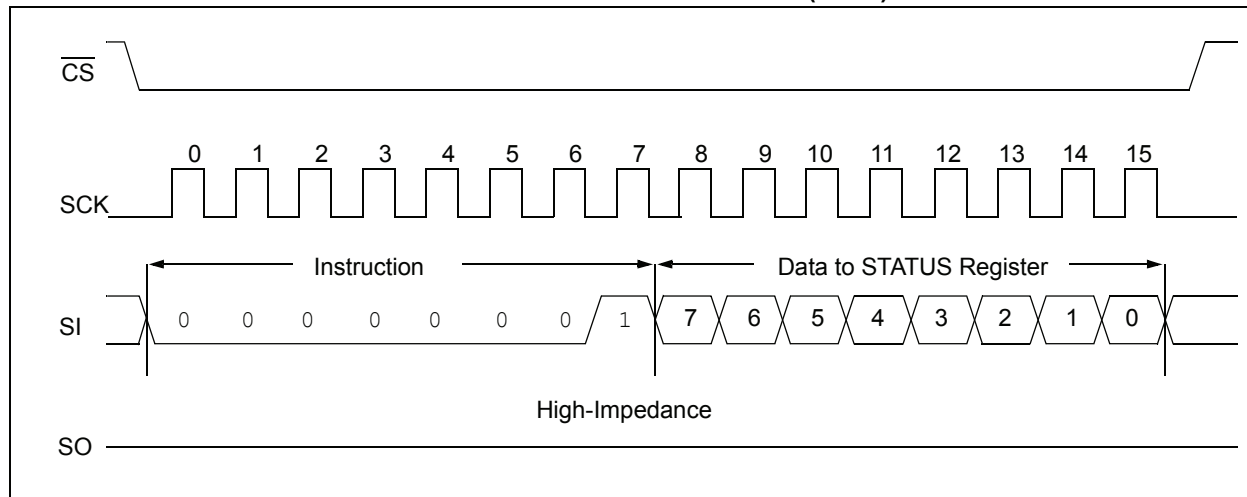 CS
0 1 2 3 4 5 6 7 8 9 10 11 12 13 14 15
SCK
Instruction Data to STATUS Register
SI 0 0 0 0 0 0 0 1 7 6 5 4 3 2 1 0
High-Impedance
SO